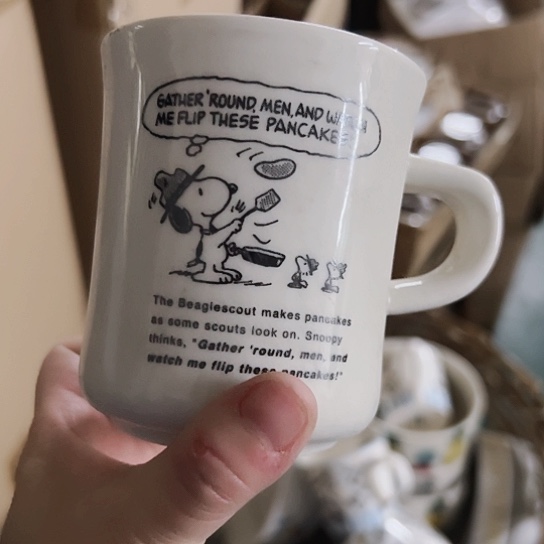 GATHER 'ROUND, MEN, AND WATCH
ME FLIP THESE PANCAKES
The Beaglescout makes pancakes
as some scouts look on. Snoopy
thinks, "Gather 'round, men, and
watch me flip these pancakes!"